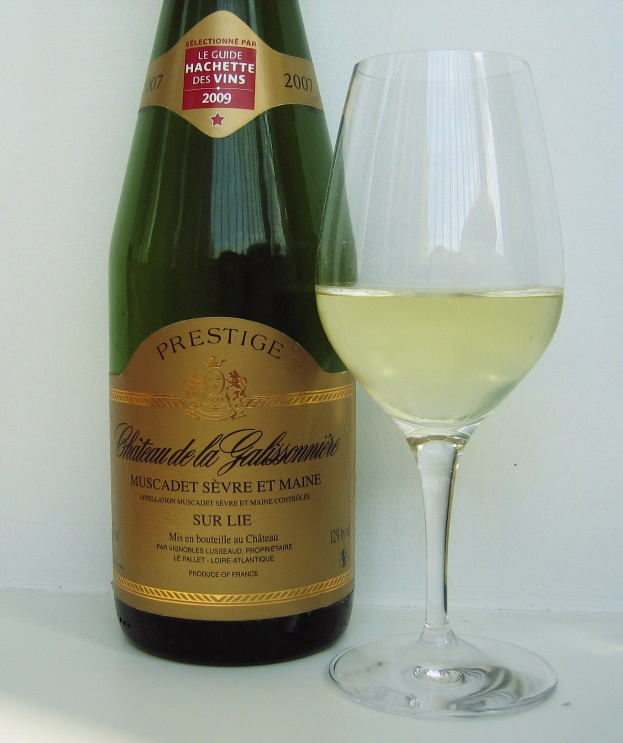 SÉLECTIONNÉ PAR
LE GUIDE
HACHETTE
DES VINS
2009
2007
PRESTIGE
Château de la Galissonnière
MUSCADET SÈVRE ET MAINE
APPELLATION MUSCADET SÈVRE ET MAINE CONTRÔLÉE
SUR LIE
Mis en bouteille au Château
12% by vol
PAR VIGNOBLES LUSSEAUD, PROPRIÉTAIRE
LE PALLET - LOIRE-ATLANTIQUE
PRODUCE OF FRANCE